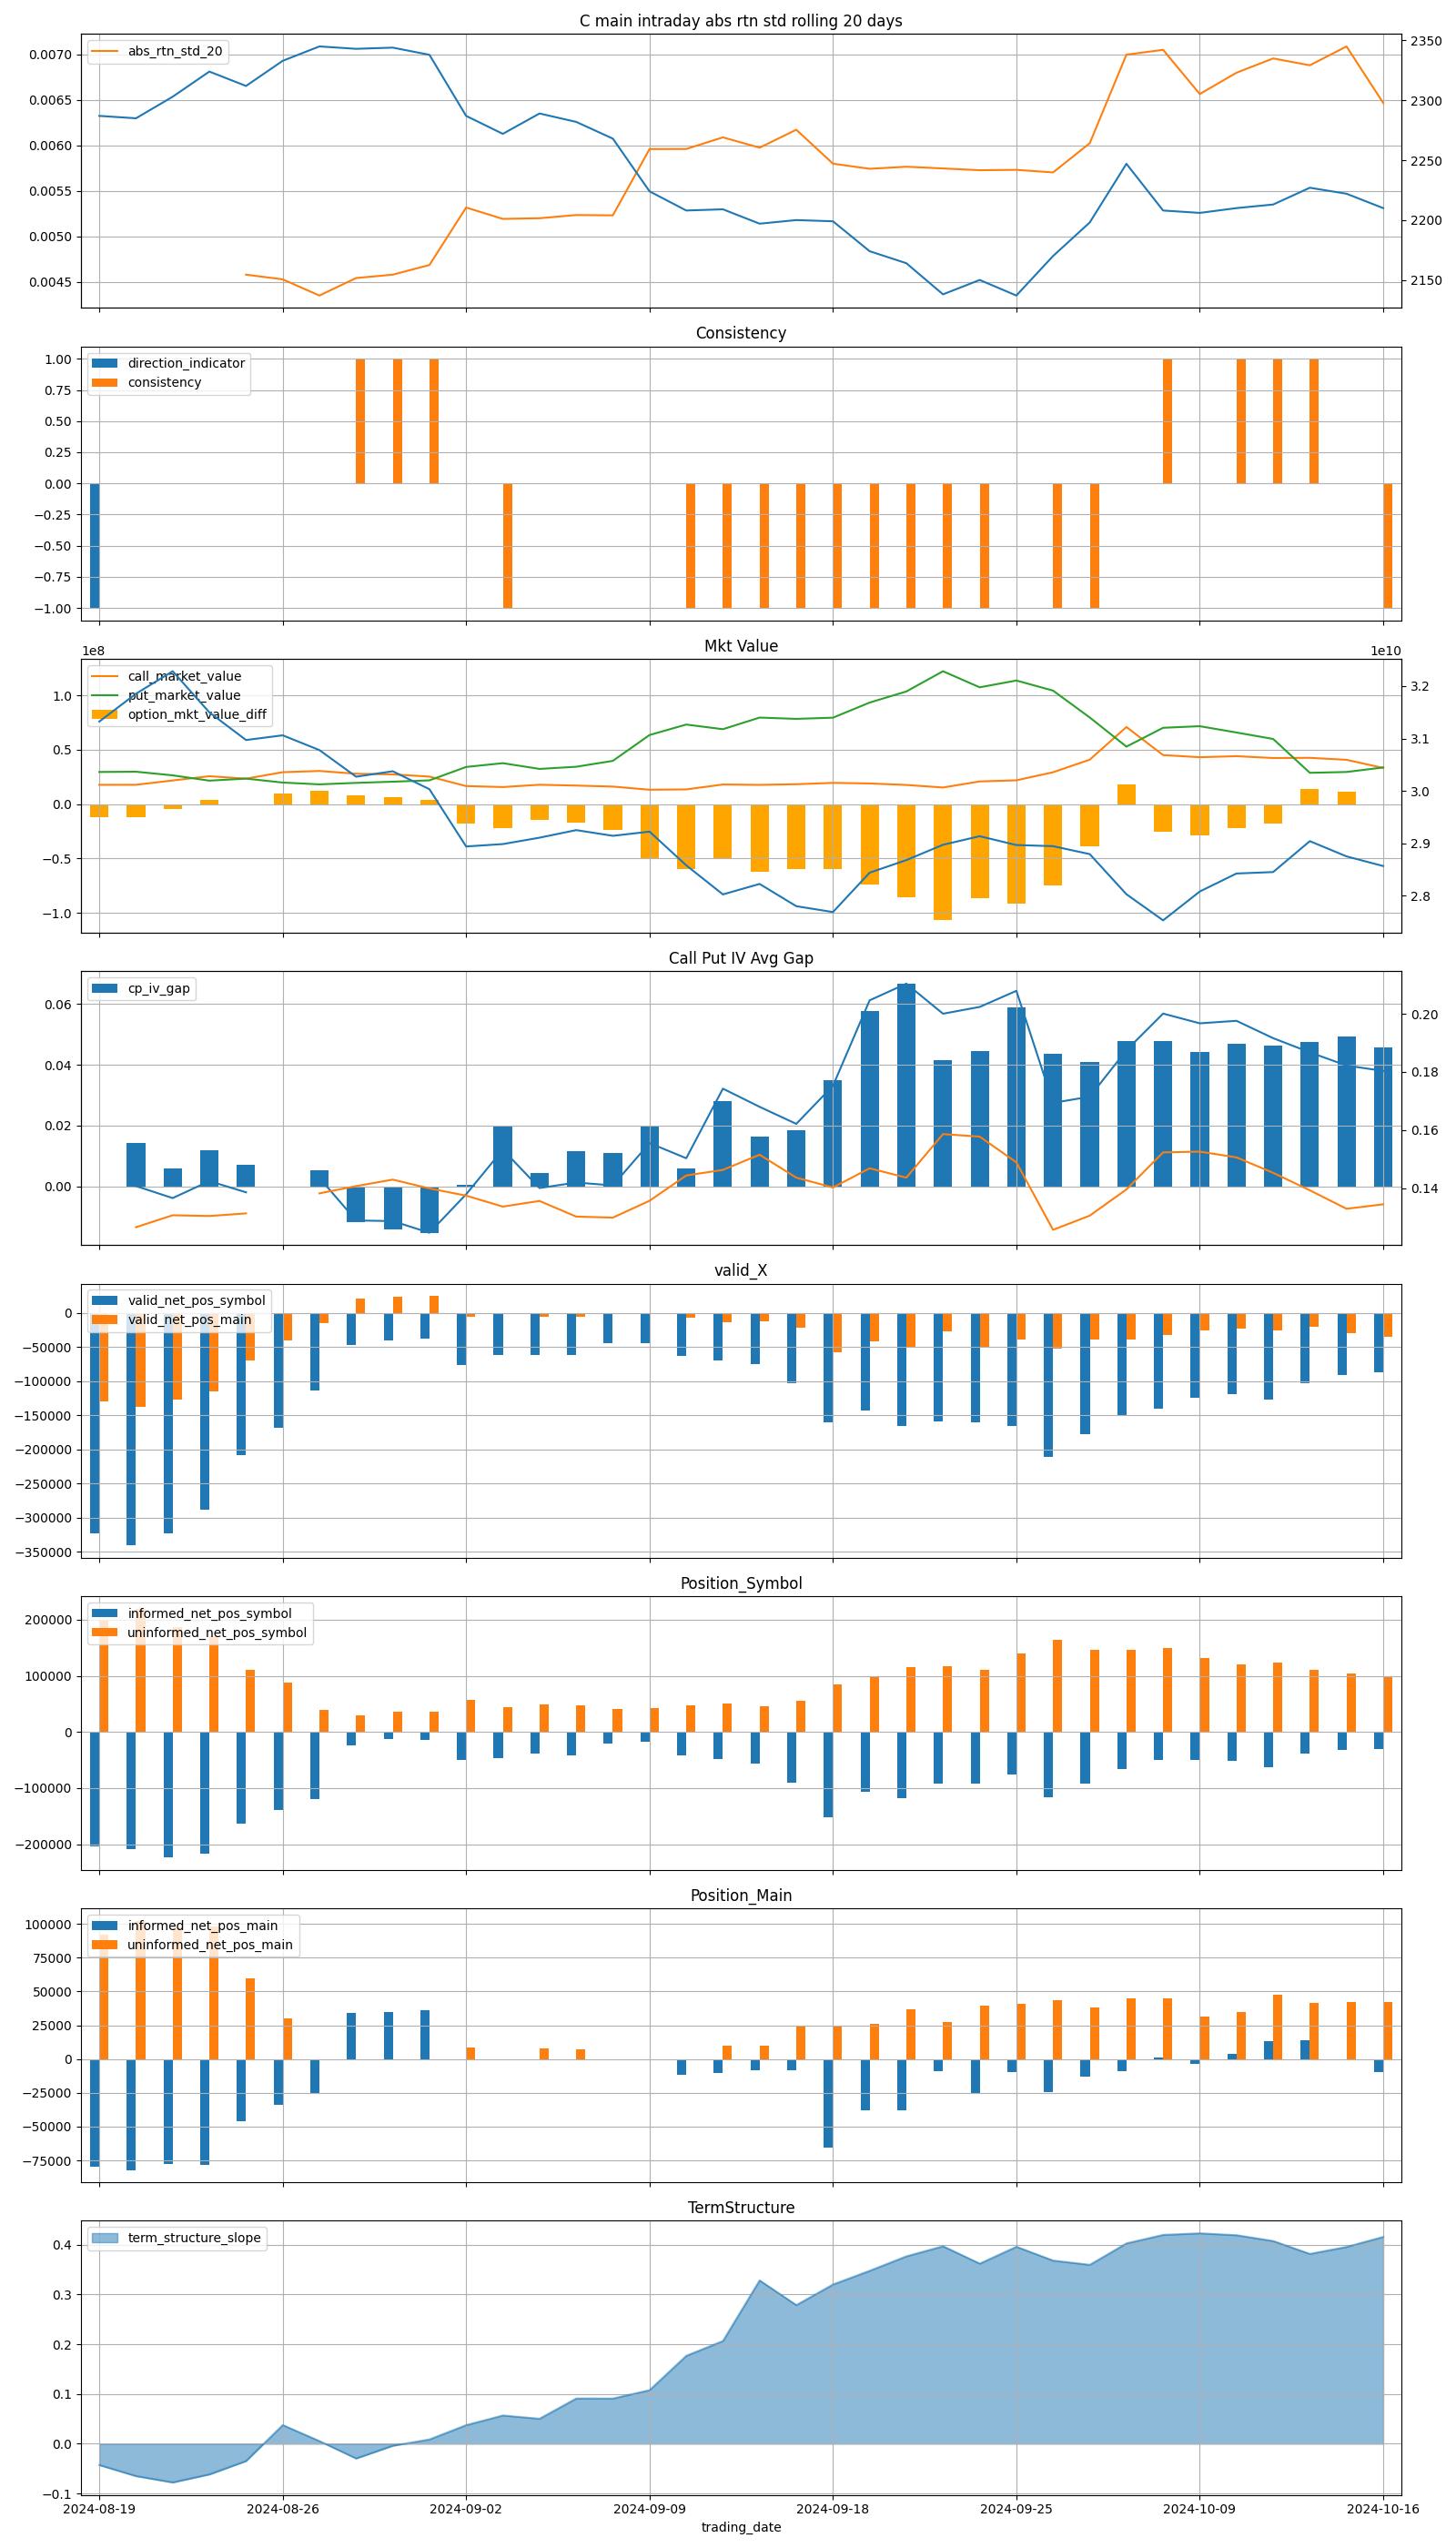 C main intraday abs rtn std rolling 20 days
abs_rtn_std_20
0.0070
0.0065
0.0060
0.0055
0.0050
0.0045
2350
2300
2250
2200
2150
Consistency
direction_indicator
consistency
1.00
0.75
0.50
0.25
0.00
−0.25
−0.50
−0.75
−1.00
Mkt Value
1e8
1e10
call_market_value
put_market_value
option_mkt_value_diff
1.0
0.5
0.0
−0.5
−1.0
3.2
3.1
3.0
2.9
2.8
Call Put IV Avg Gap
cp_iv_gap
0.06
0.04
0.02
0.00
0.20
0.18
0.16
0.14
valid_X
valid_net_pos_symbol
valid_net_pos_main
0
−50000
−100000
−150000
−200000
−250000
−300000
−350000
Position_Symbol
informed_net_pos_symbol
uninformed_net_pos_symbol
200000
100000
0
−100000
−200000
Position_Main
informed_net_pos_main
uninformed_net_pos_main
100000
75000
50000
25000
0
−25000
−50000
−75000
TermStructure
term_structure_slope
0.4
0.3
0.2
0.1
0.0
−0.1
2024-08-19 2024-08-26 2024-09-02 2024-09-09 2024-09-18 2024-09-25 2024-10-09 2024-10-16
trading_date